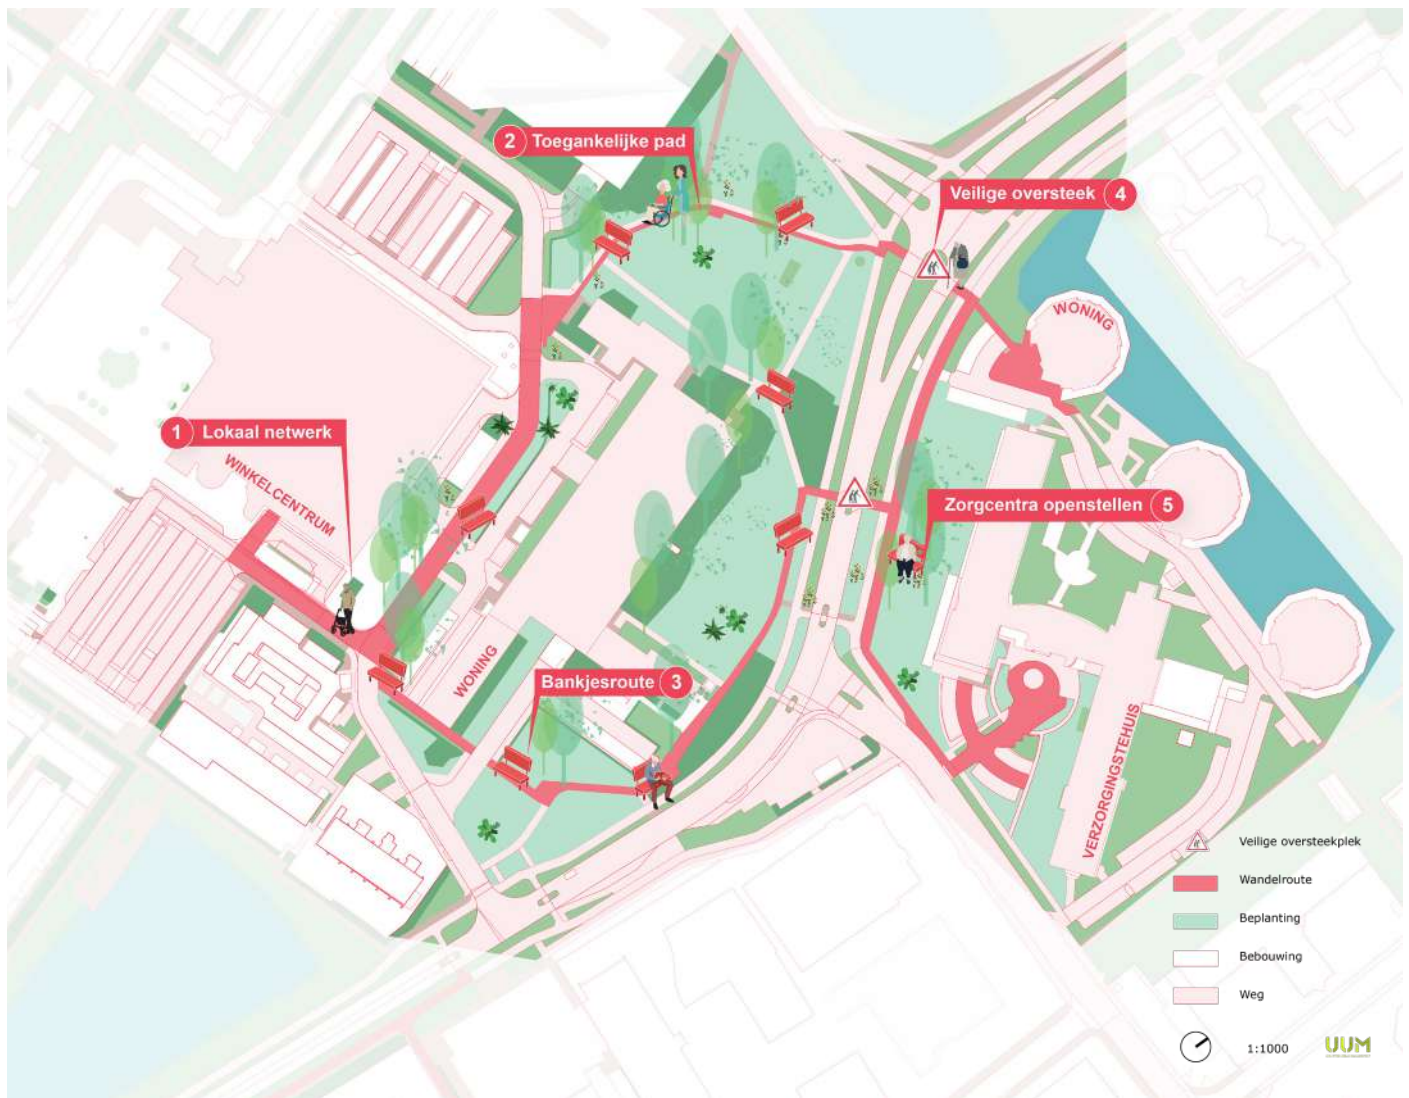 2 Toegankelijke pad
Veilige oversteek 4
WONING
1 Lokaal netwerk
WINKELCENTRUM
Zorgcentra openstellen 5
WONING
Bankjesroute 3
VERZORGINGSTEHUIS
Veilige oversteekplek
Wandelroute
Beplanting
Bebouwing
Weg
1:1000
UUM